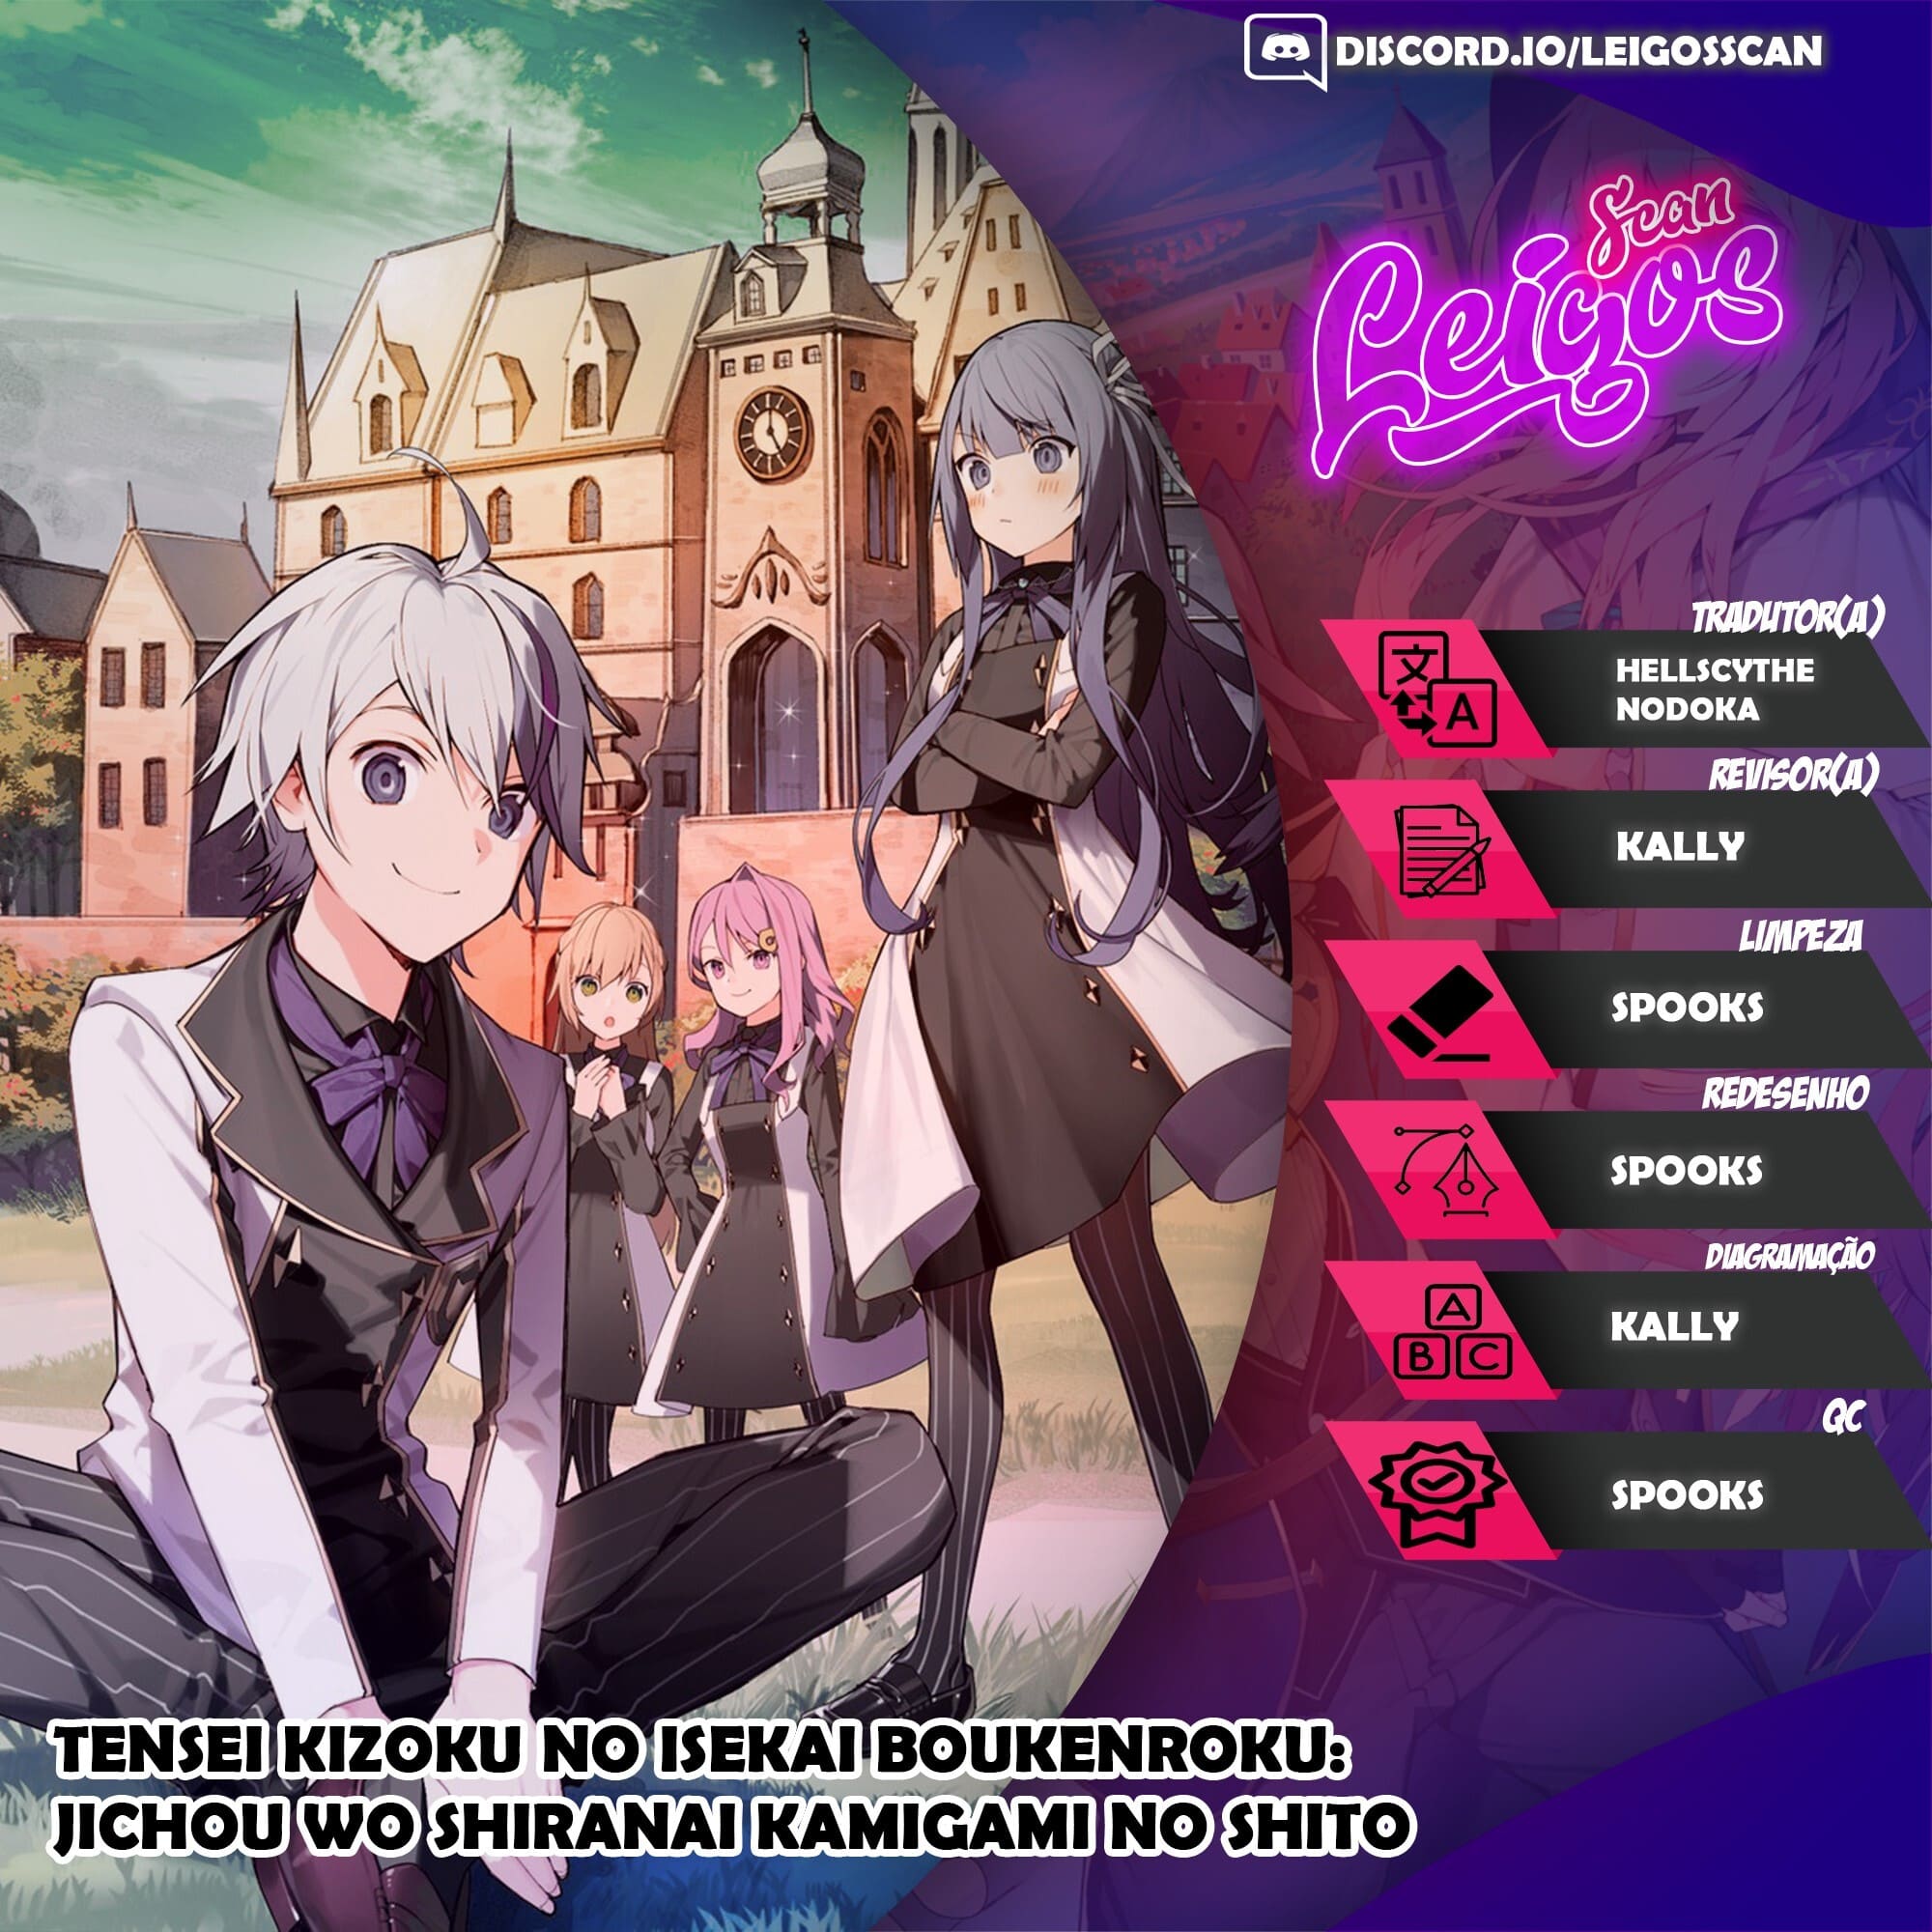 DISCORD.IO/LEIGOSSCAN
Scan
Leigos
TRADUTOR(A)
文
A
HELLSCYTHE
NODOKA
REVISOR(A)
KALLY
LIMPEZA
SPOOKS
REDESENHO
SPOOKS
DIAGRAMAÇÃO
A
B C
KALLY
QC
SPOOKS
TENSEI KIZOKU NO ISEKAI BOUKENROKU:
JICHOU WO SHIRANAI KAMIGAMI NO SHITO